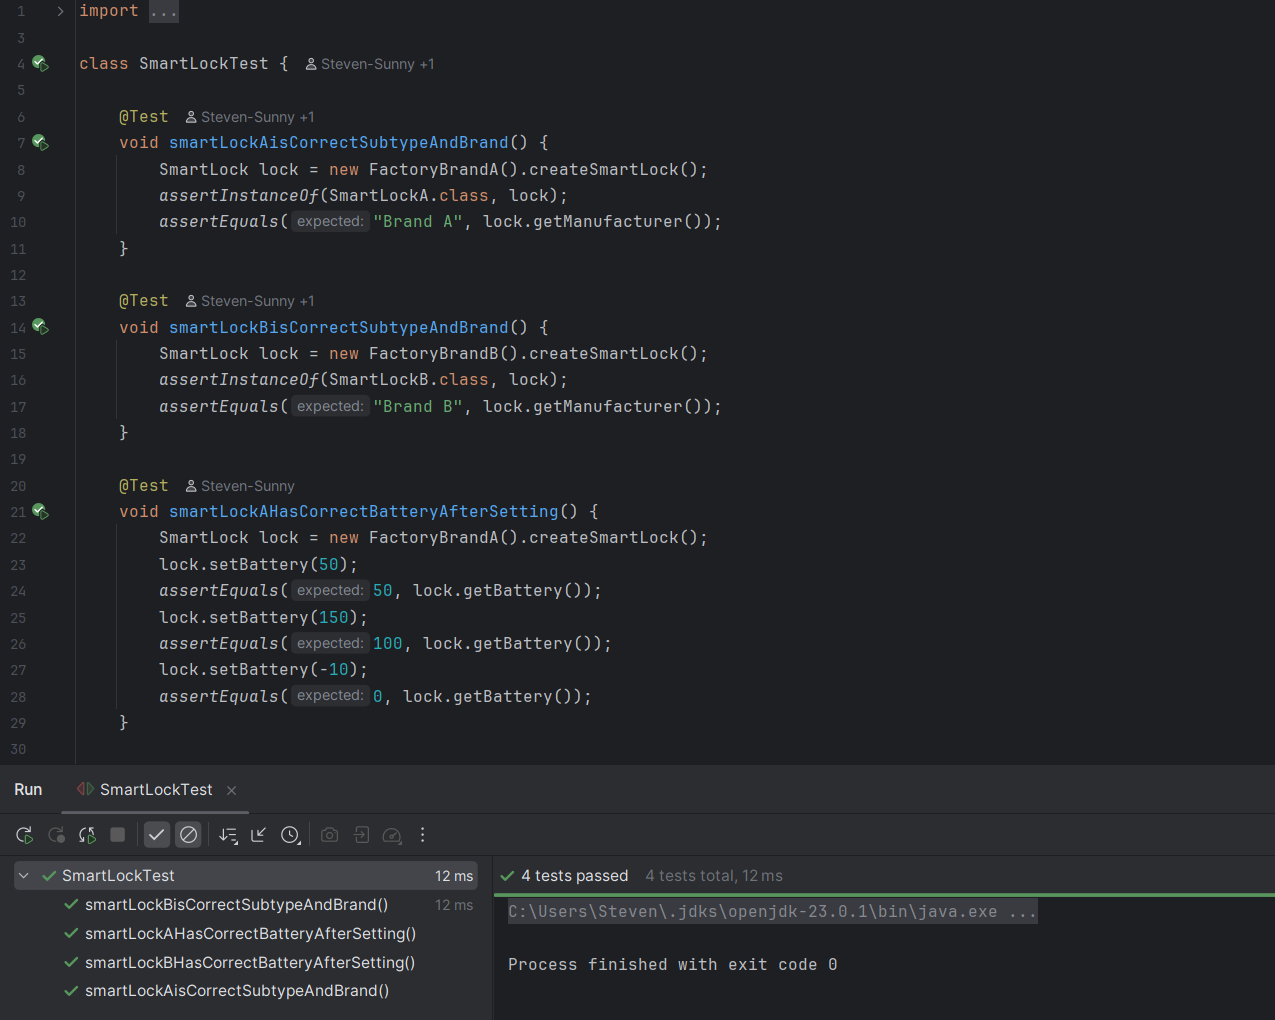 1 import ...
3
4 class SmartLockTest { Steven-Sunny +1
5
6 @Test Steven-Sunny +1
7 void smartLockAisCorrectSubtypeAndBrand() {
8 SmartLock lock = new FactoryBrandA().createSmartLock();
9 assertInstanceOf(SmartLockA.class, lock);
10 assertEquals( expected: "Brand A", lock.getManufacturer());
11 }
12
13 @Test Steven-Sunny +1
14 void smartLockBisCorrectSubtypeAndBrand() {
15 SmartLock lock = new FactoryBrandB().createSmartLock();
16 assertInstanceOf(SmartLockB.class, lock);
17 assertEquals( expected: "Brand B", lock.getManufacturer());
18 }
19
20 @Test Steven-Sunny
21 void smartLockAHasCorrectBatteryAfterSetting() {
22 SmartLock lock = new FactoryBrandA().createSmartLock();
23 lock.setBattery(50);
24 assertEquals( expected: 50, lock.getBattery());
25 lock.setBattery(150);
26 assertEquals( expected: 100, lock.getBattery());
27 lock.setBattery(-10);
28 assertEquals( expected: 0, lock.getBattery());
29 }
30
Run SmartLockTest
SmartLockTest 12 ms
smartLockBisCorrectSubtypeAndBrand() 12 ms
smartLockAHasCorrectBatteryAfterSetting()
smartLockBHasCorrectBatteryAfterSetting()
smartLockAisCorrectSubtypeAndBrand()
4 tests passed 4 tests total, 12 ms
C:\Users\Steven\.jdks\openjdk-23.0.1\bin\java.exe ...
Process finished with exit code 0